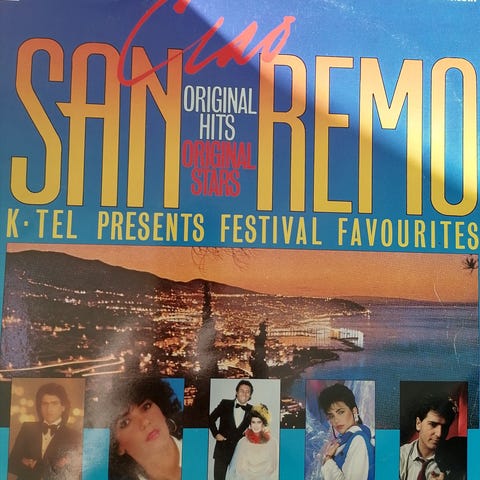 Ciao
SAN REMO
ORIGINAL
HITS
ORIGINAL
STARS
K·TEL PRESENTS FESTIVAL FAVOURITES